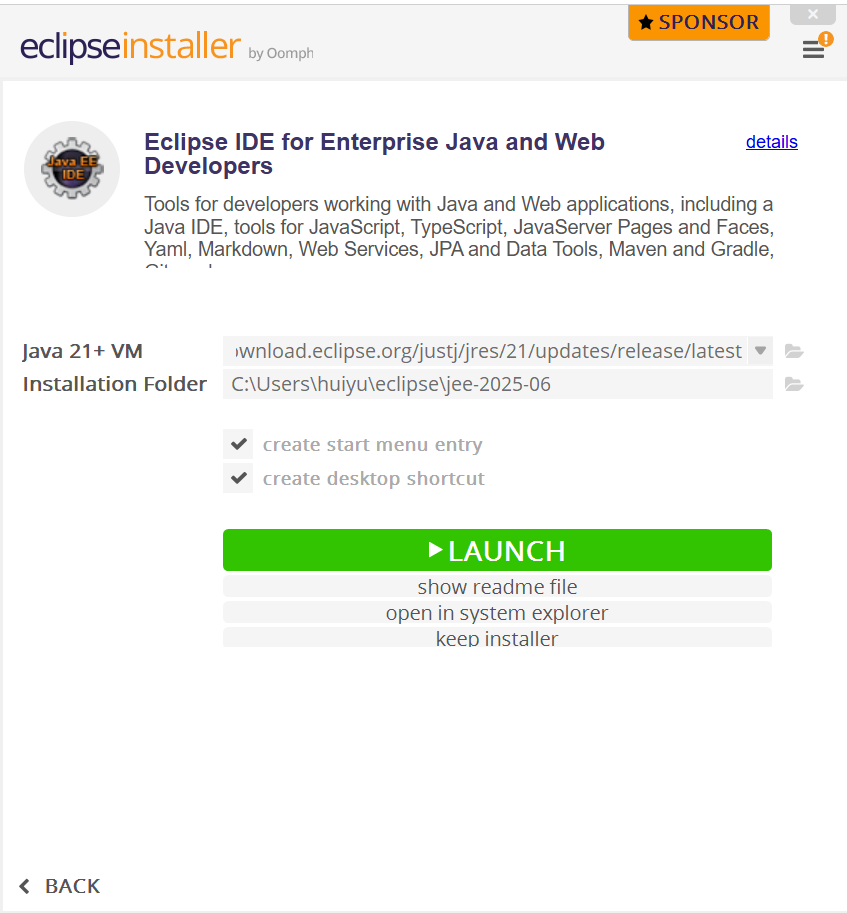 SPONSOR
eclipseinstaller by Oomph
Java EE
IDE
Eclipse IDE for Enterprise Java and Web
Developers
details
Tools for developers working with Java and Web applications, including a
Java IDE, tools for JavaScript, TypeScript, JavaServer Pages and Faces,
Yaml, Markdown, Web Services, JPA and Data Tools, Maven and Gradle,
Java 21+ VM
ownload.eclipse.org/justj/jres/21/updates/release/latest
Installation Folder
C:\Users\huiyu\eclipse\jee-2025-06
create start menu entry
create desktop shortcut
LAUNCH
show readme file
open in system explorer
keep installer
BACK